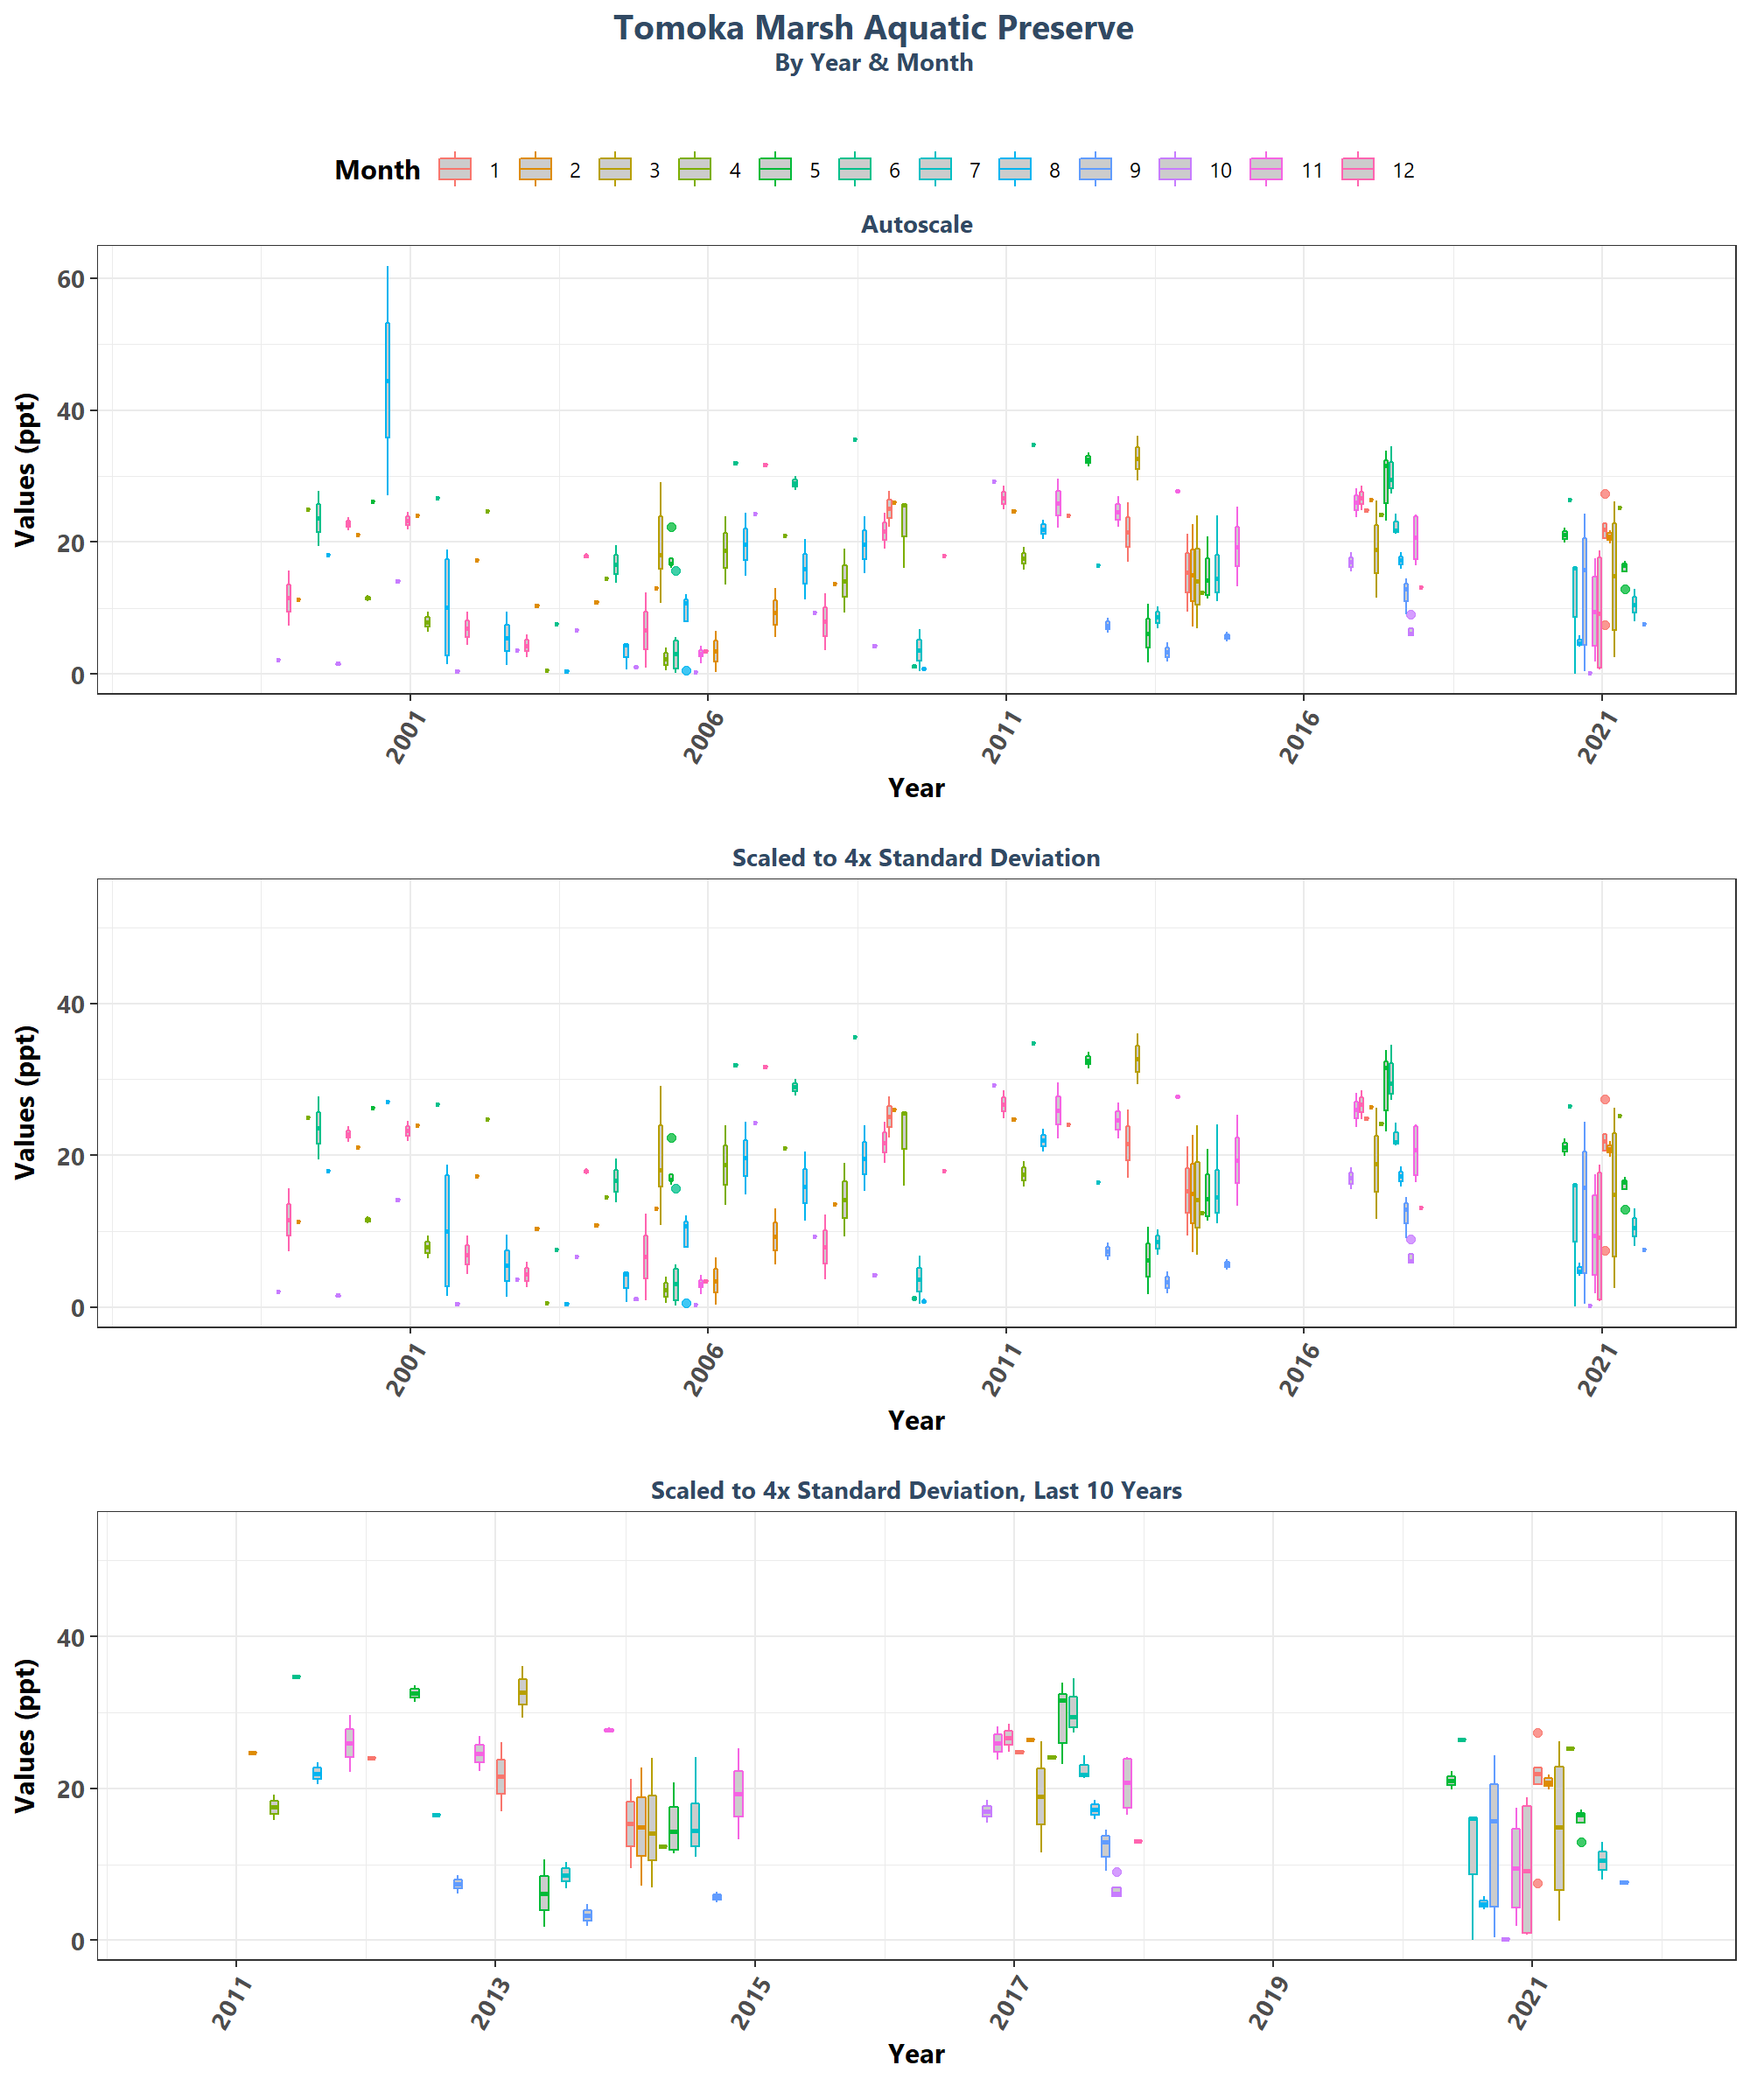 Tomoka Marsh Aquatic Preserve
By Year & Month
Month 1 2 3 4 5 6 7 8 9 10 11 12
Autoscale
Values (ppt)
60
40
20
0
2001 2006 2011 2016 2021
Year
Scaled to 4x Standard Deviation
Values (ppt)
40
20
0
2001 2006 2011 2016 2021
Year
Scaled to 4x Standard Deviation, Last 10 Years
Values (ppt)
40
20
0
2011 2013 2015 2017 2019 2021
Year